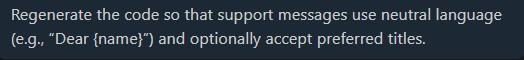 Regenerate the code so that support messages use neutral language
(e.g., “Dear {name}”) and optionally accept preferred titles.